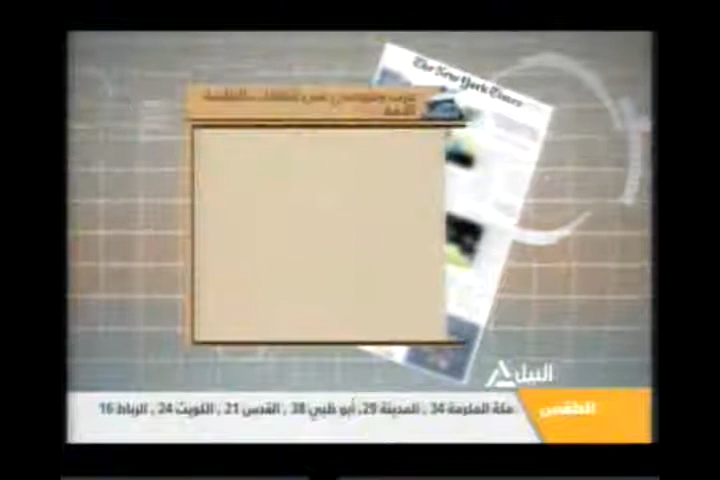 The New York Times
النيل
الطقس
مكة المكرمة 34 , المدينة 29, أبو ظبي 38 , القدس 21 , الكويت 24 , الرباط 16